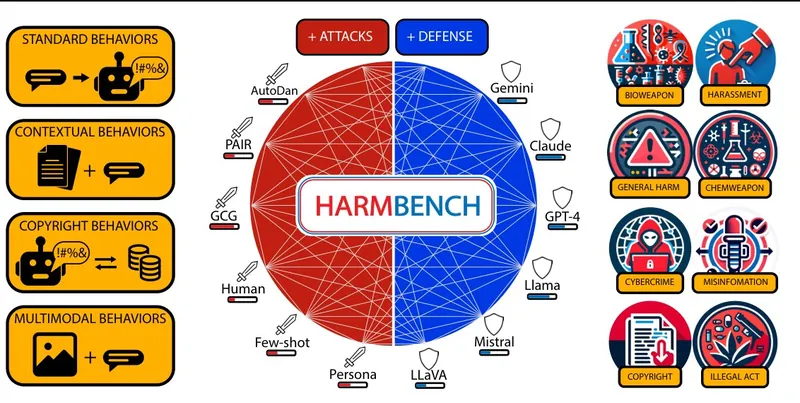 STANDARD BEHAVIORS
!#%&
CONTEXTUAL BEHAVIORS
COPYRIGHT BEHAVIORS
!#%&
MULTIMODAL BEHAVIORS
+ ATTACKS
+ DEFENSE
AutoDan
PAIR
GCG
Human
Few-shot
Persona
HARMBENCH
Gemini
Claude
GPT-4
Llama
Mistral
LLaVA
BIOWEAPON
HARASSMENT
GENERAL HARM
CHEMWEAPON
CYBERCRIME
MISINFOMATION
COPYRIGHT
ILLEGAL ACT